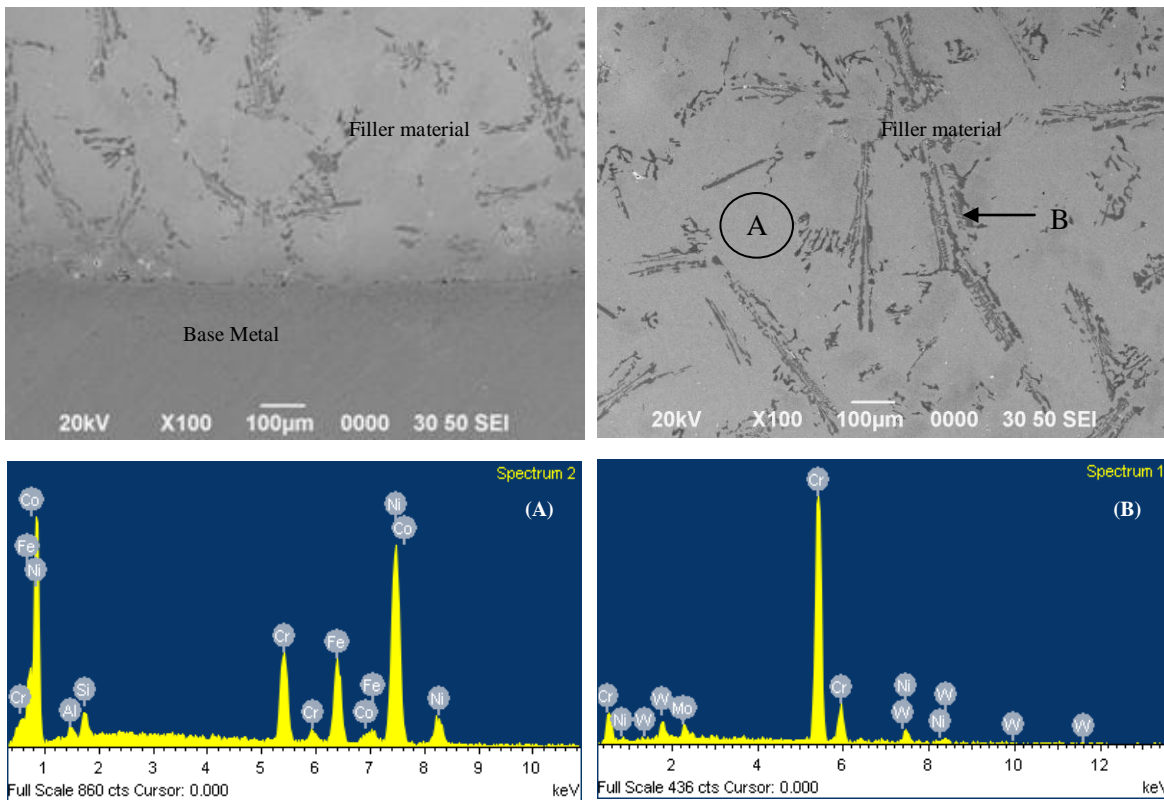 Filler material
Base Metal
20kV X100 100µm 0000 30 50 SEI
Filler material
A
B
20kV X100 100µm 0000 30 50 SEI
Spectrum 2
(A)
Co
Fe
Ni
Cr
Al
Si
Cr
Cr
Fe
Fe
Co
Ni
Co
Ni
1 2 3 4 5 6 7 8 9 10
Full Scale 860 cts Cursor: 0.000 keV
Spectrum 1
(B)
Cr
Ni
W
W
Mo
Cr
Cr
Ni
W
W
Ni
W
W
2 4 6 8 10 12
Full Scale 436 cts Cursor: 0.000 keV